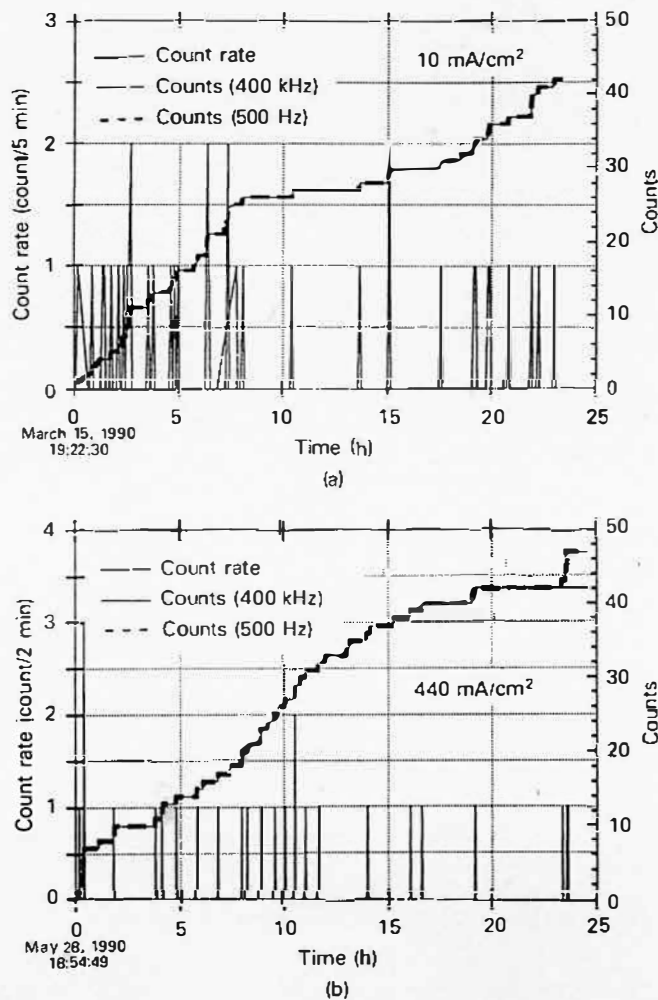 3
2
1
0
Count rate (count/5 min)
Count rate
Counts (400 kHz)
Counts (500 Hz)
10 mA/cm²
50
40
30
20
10
0
Counts
0 5 10 15 20 25
March 15, 1990
19:22:30
Time (h)
(a)
4
3
2
1
0
Count rate (count/2 min)
Count rate
Counts (400 kHz)
Counts (500 Hz)
440 mA/cm²
50
40
30
20
10
0
Counts
0 5 10 15 20 25
May 28, 1990
18:54:49
Time (h)
(b)